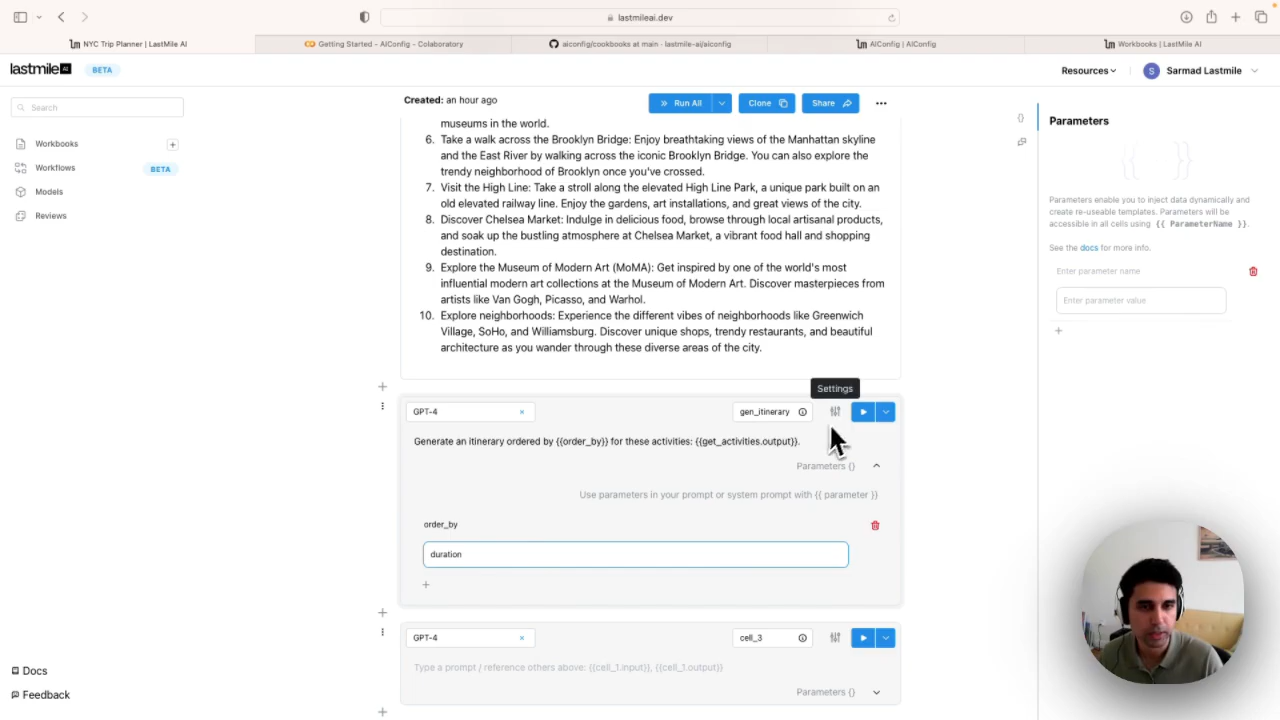 lastmileai.dev
NYC Trip Planner | LastMile AI
Getting Started - AIConfig - Colaboratory
aiconfig/cookbooks at main · lastmile-ai/aiconfig
AIConfig | AIConfig
Workbooks | LastMile AI
lastmile AI
BETA
Resources
S
Sarmad Lastmile
Search
Workbooks
Workflows
BETA
Models
Reviews
Docs
Feedback
Created: an hour ago
Run All
Clone
Share
museums in the world.
6. Take a walk across the Brooklyn Bridge: Enjoy breathtaking views of the Manhattan skyline
and the East River by walking across the iconic Brooklyn Bridge. You can also explore the
trendy neighborhood of Brooklyn once you've crossed.
7. Visit the High Line: Take a stroll along the elevated High Line Park, a unique park built on an
old elevated railway line. Enjoy the gardens, art installations, and great views of the city.
8. Discover Chelsea Market: Indulge in delicious food, browse through local artisanal products,
and soak up the bustling atmosphere at Chelsea Market, a vibrant food hall and shopping
destination.
9. Explore the Museum of Modern Art (MoMA): Get inspired by one of the world's most
influential modern art collections at the Museum of Modern Art. Discover masterpieces from
artists like Van Gogh, Picasso, and Warhol.
10. Explore neighborhoods: Experience the different vibes of neighborhoods like Greenwich
Village, SoHo, and Williamsburg. Discover unique shops, trendy restaurants, and beautiful
architecture as you wander through these diverse areas of the city.
Settings
GPT-4
gen_itinerary
Generate an itinerary ordered by {{order_by}} for these activities: {{get_activities.output}}.
Parameters {}
Use parameters in your prompt or system prompt with {{ parameter }}
order_by
duration
GPT-4
cell_3
Type a prompt / reference others above: {{cell_1.input}}, {{cell_1.output}}
Parameters {}
Parameters
Parameters enable you to inject data dynamically and
create re-useable templates. Parameters will be
accessible in all cells using {{ ParameterName }}.
See the docs for more info.
Enter parameter name
Enter parameter value